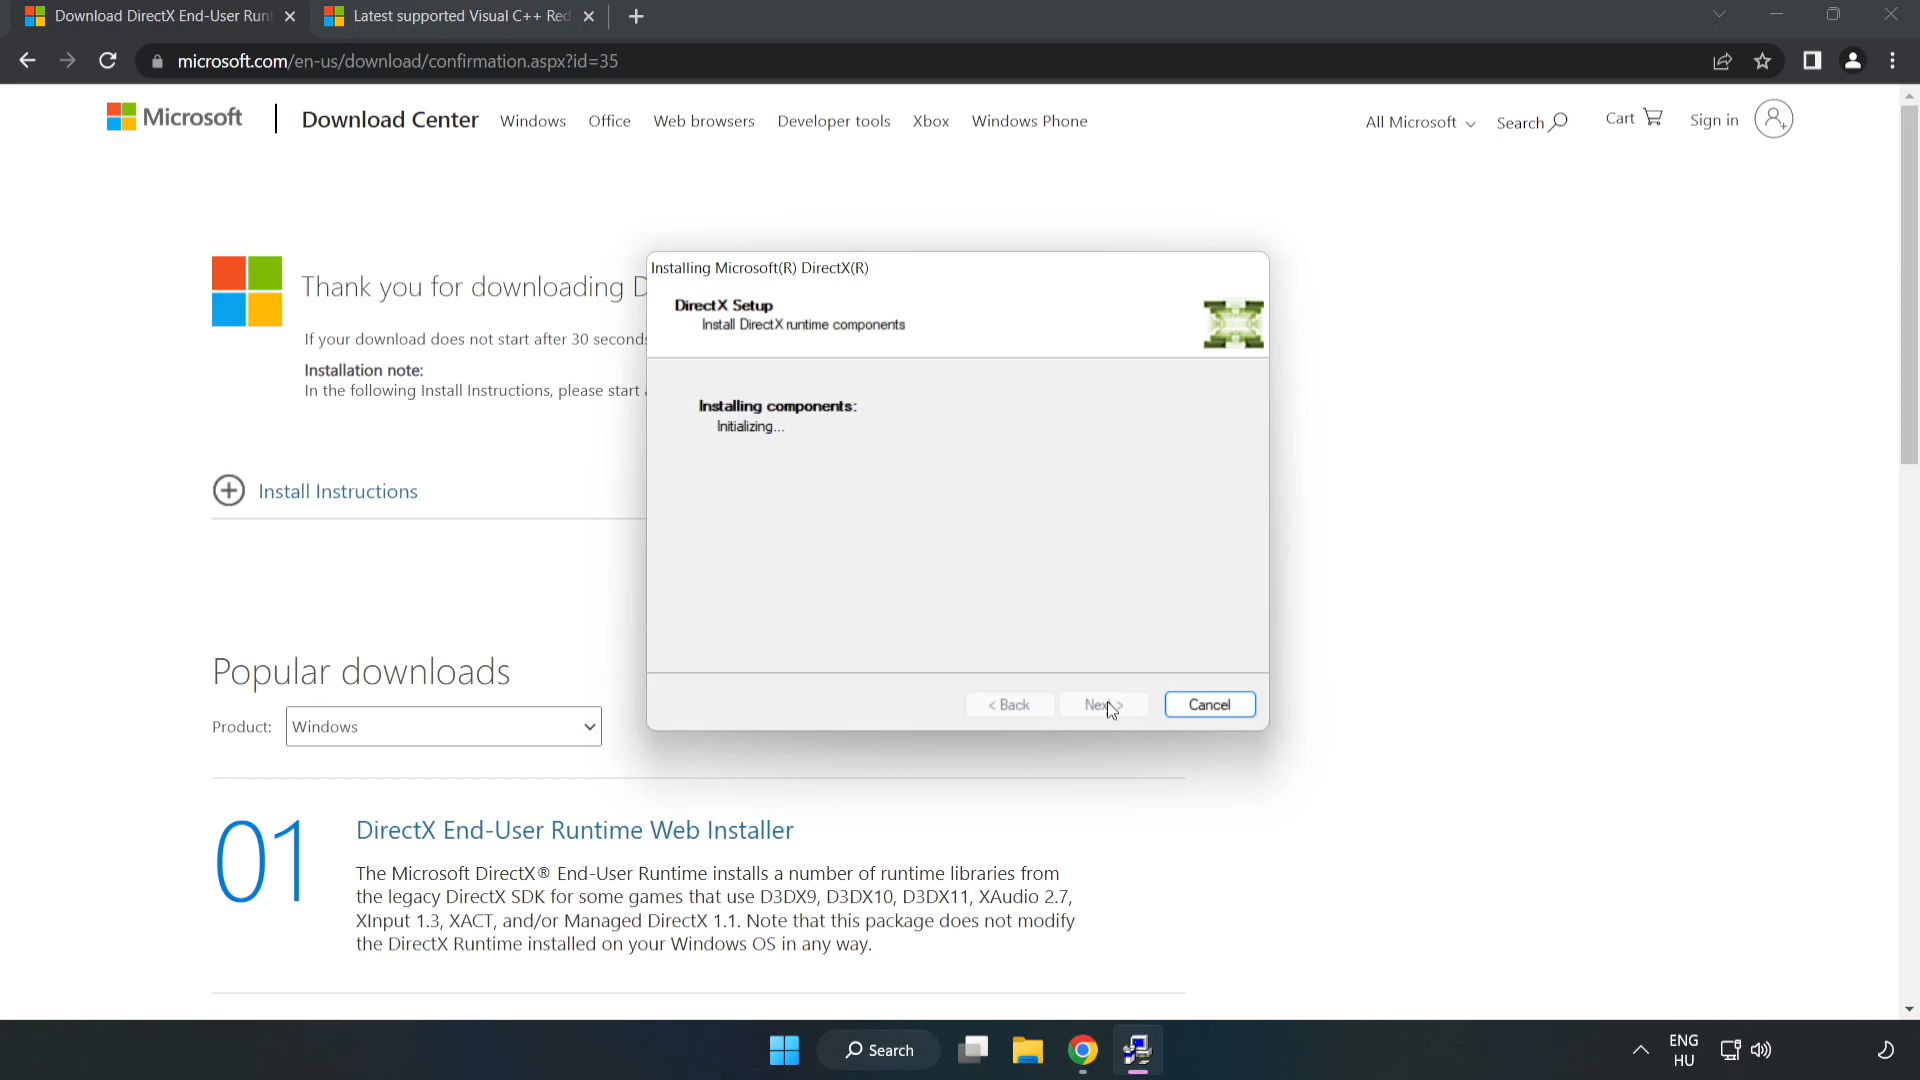 Download DirectX End-User Runt
Latest supported Visual C++ Red
microsoft.com/en-us/download/confirmation.aspx?id=35
Microsoft
Download Center
Windows
Office
Web browsers
Developer tools
Xbox
Windows Phone
All Microsoft
Search
Cart
Sign in
Thank you for downloading D
If your download does not start after 30 seconds
Installation note:
In the following Install Instructions, please start a
Install Instructions
Installing Microsoft(R) DirectX(R)
DirectX Setup
Install DirectX runtime components
Installing components:
Initializing...
< Back
Next >
Cancel
Popular downloads
Product:
Windows
01
DirectX End-User Runtime Web Installer
The Microsoft DirectX® End-User Runtime installs a number of runtime libraries from
the legacy DirectX SDK for some games that use D3DX9, D3DX10, D3DX11, XAudio 2.7,
XInput 1.3, XACT, and/or Managed DirectX 1.1. Note that this package does not modify
the DirectX Runtime installed on your Windows OS in any way.
Search
ENG
HU